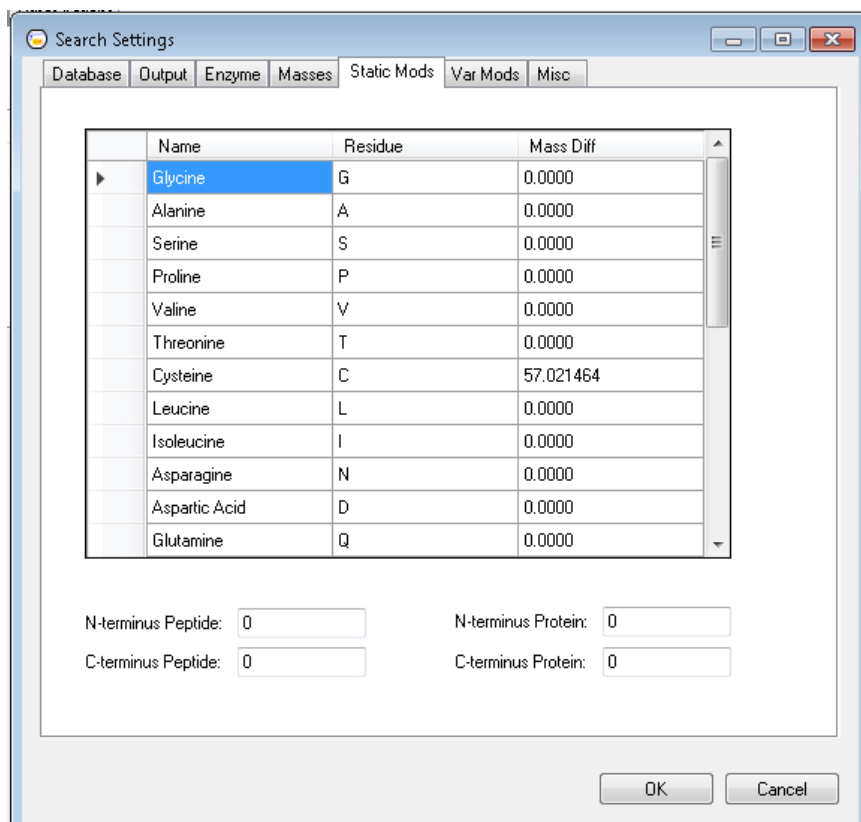 Search Settings
Database Output Enzyme Masses Static Mods Var Mods Misc
Name Residue Mass Diff
Glycine G 0.0000
Alanine A 0.0000
Serine S 0.0000
Proline P 0.0000
Valine V 0.0000
Threonine T 0.0000
Cysteine C 57.021464
Leucine L 0.0000
Isoleucine I 0.0000
Asparagine N 0.0000
Aspartic Acid D 0.0000
Glutamine Q 0.0000
N-terminus Peptide: 0 N-terminus Protein: 0
C-terminus Peptide: 0 C-terminus Protein: 0
OK Cancel